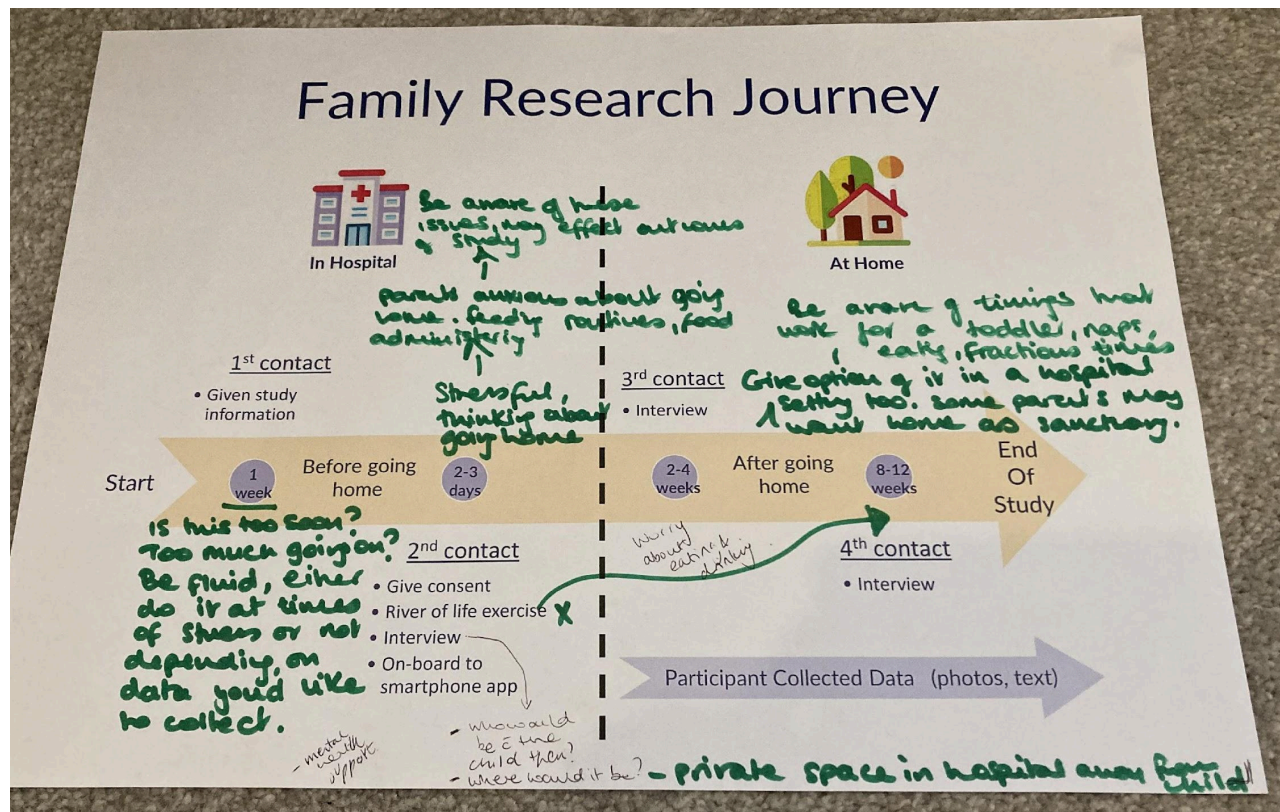 Family Research Journey
In Hospital
Be aware of these
issues, may effect outcomes
of study
parents anxious about going
home. feeding routines, food
administering.
Stressful,
thinking about
going home
At Home
Be aware of timings that
work for a toddler, naps,
eating, fractious times
Give option of it in a hospital
setting too. some parent's may
want home as sanctuary.
1st contact
• Given study
information
3rd contact
• Interview
Start
1
week
Before going
home
2-3
days
2-4
weeks
After going
home
8-12
weeks
End
Of
Study
Is this too soon?
Too much going on?
Be fluid, either
do it at times
of stress or not
depending, on
data you'd like
to collect.
2nd contact
• Give consent
• River of life exercise X
• Interview
• On-board to
smartphone app
worry
about
eating &
drinking.
4th contact
• Interview
Participant Collected Data (photos, text)
- mental
health
support
- who would
be c̄ the
child then?
- where would it be? - private space in hospital away from
child